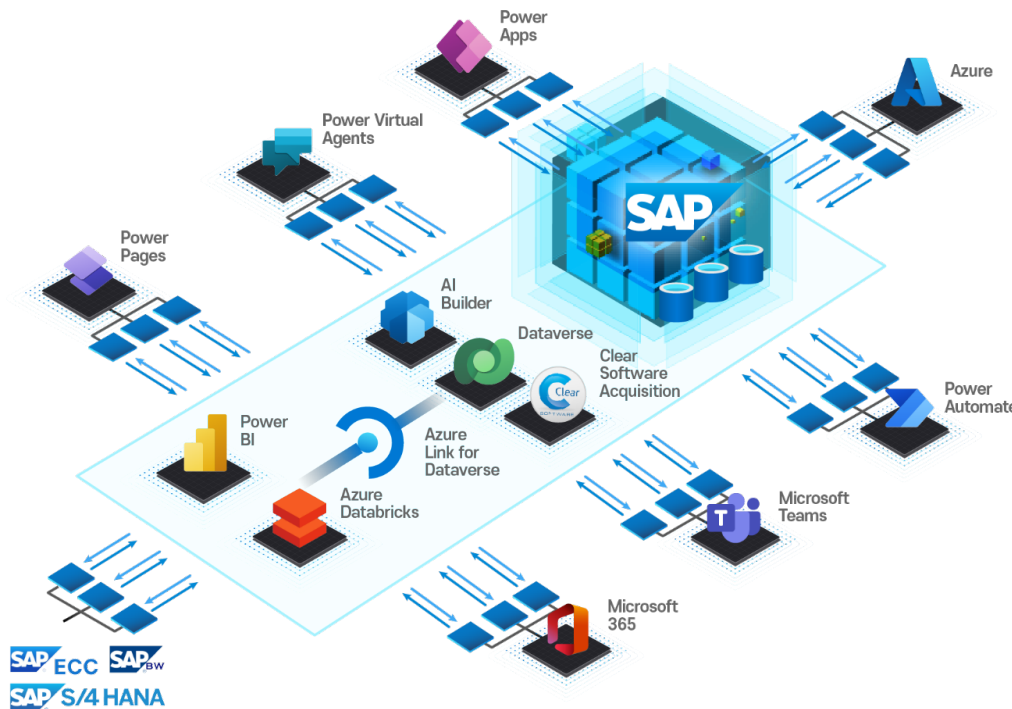 Power
Apps
Azure
Power Virtual
Agents
SAP
Power
Pages
AI
Builder
Dataverse
Clear
Software
Acquisition
C Clear
SOFTWARE
Power
Automate
Power
BI
Azure
Link for
Dataverse
Azure
Databricks
T
Microsoft
Teams
Microsoft
365
SAP ECC
SAP BW
SAP S/4 HANA